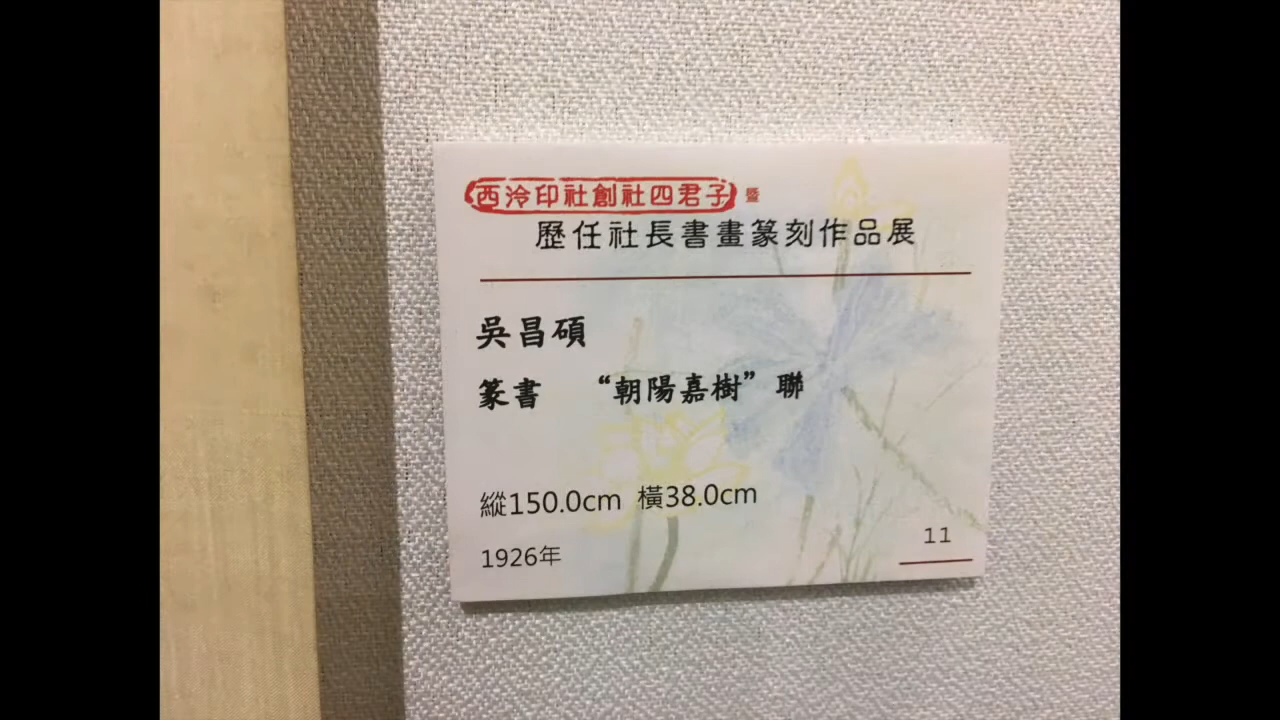 西泠印社創社四君子 暨
歷任社長書畫篆刻作品展
吳昌碩
篆書 “朝陽嘉樹”聯
縱150.0cm 橫38.0cm
1926年
11